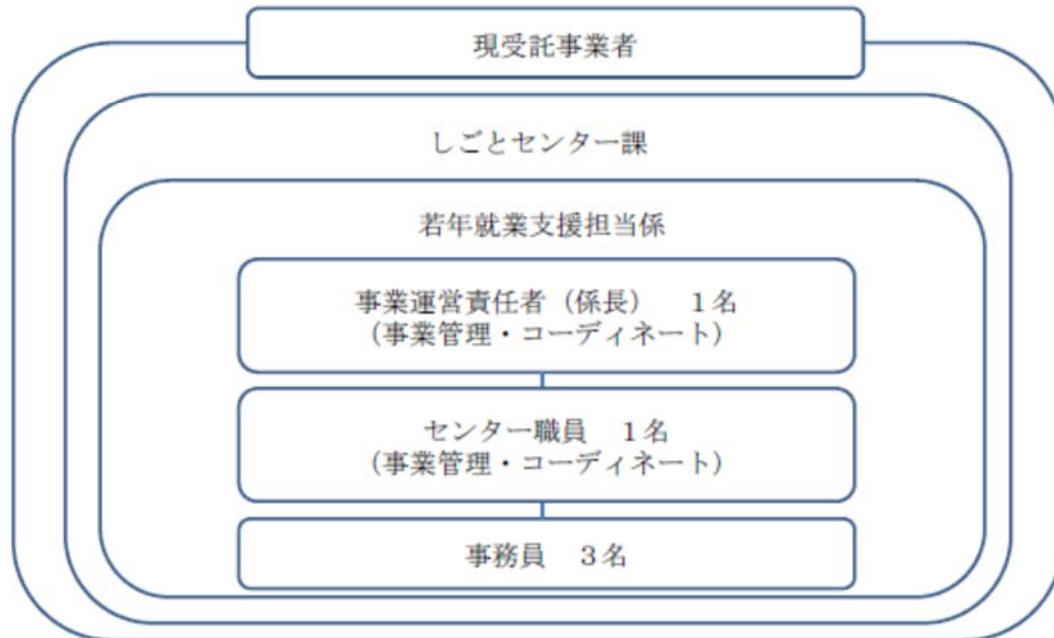 現受託事業者
しごとセンター課
若年就業支援担当係
事業運営責任者（係長）　１名
（事業管理・コーディネート）
センター職員　１名
（事業管理・コーディネート）
事務員　３名